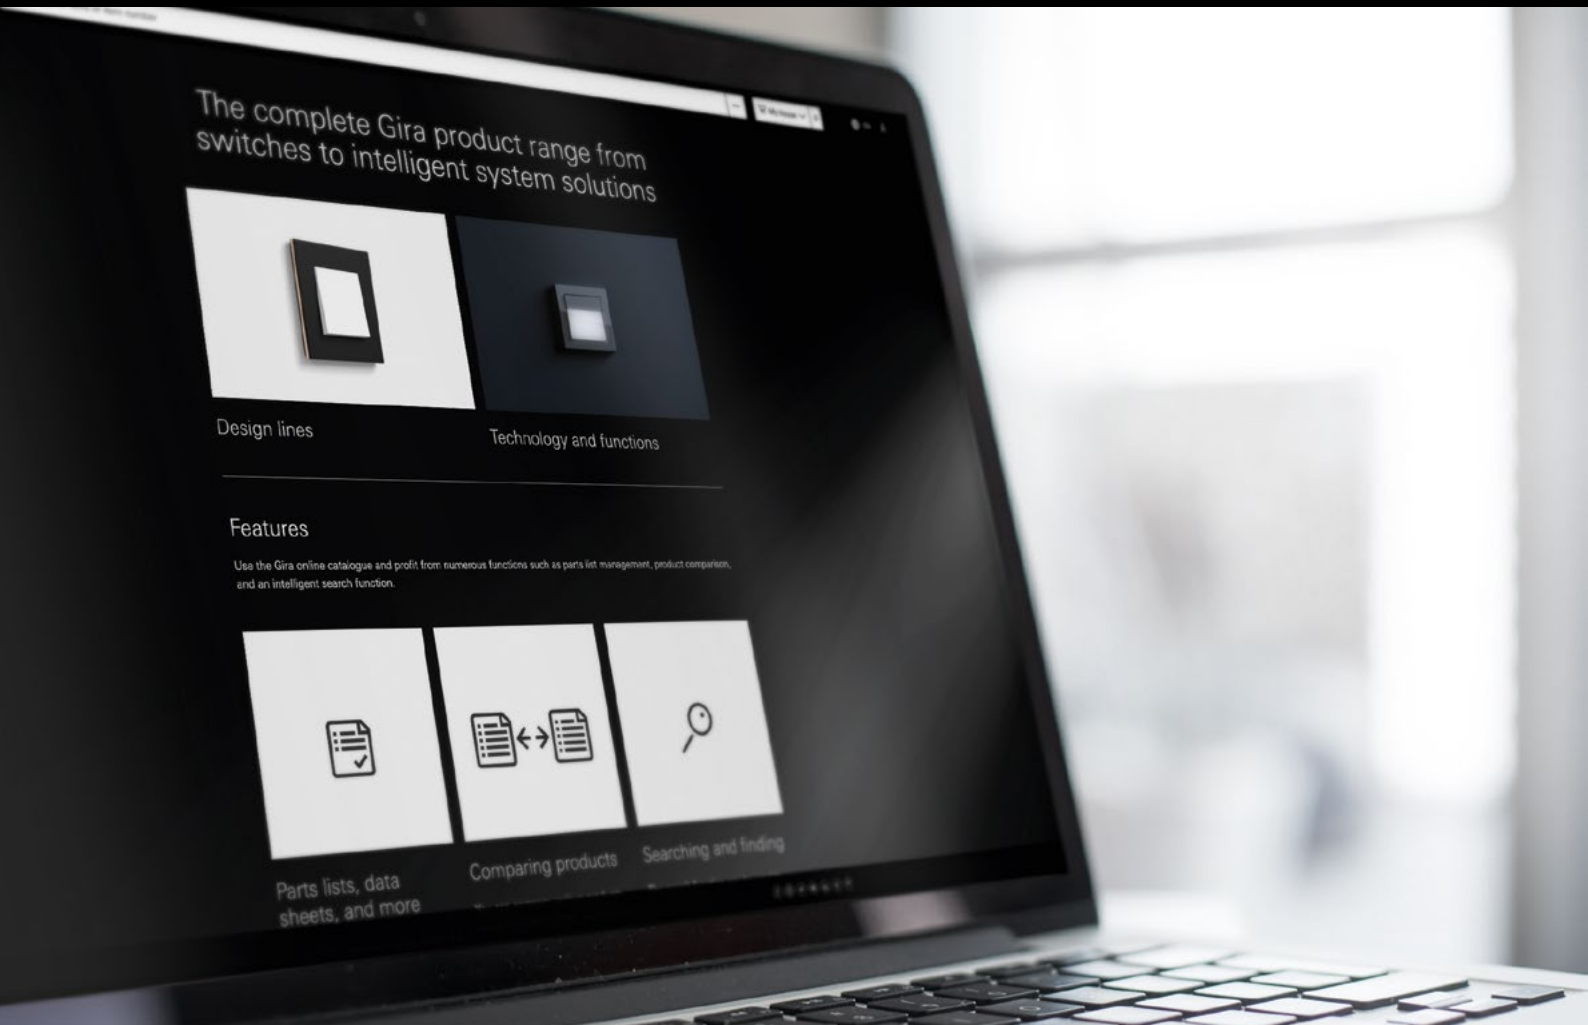 The complete Gira product range from
switches to intelligent system solutions
Design lines
Technology and functions
Features
Use the Gira online catalogue and profit from numerous functions such as parts list management, product comparison,
and an intelligent search function.
Parts lists, data
sheets, and more
Comparing products
Searching and finding